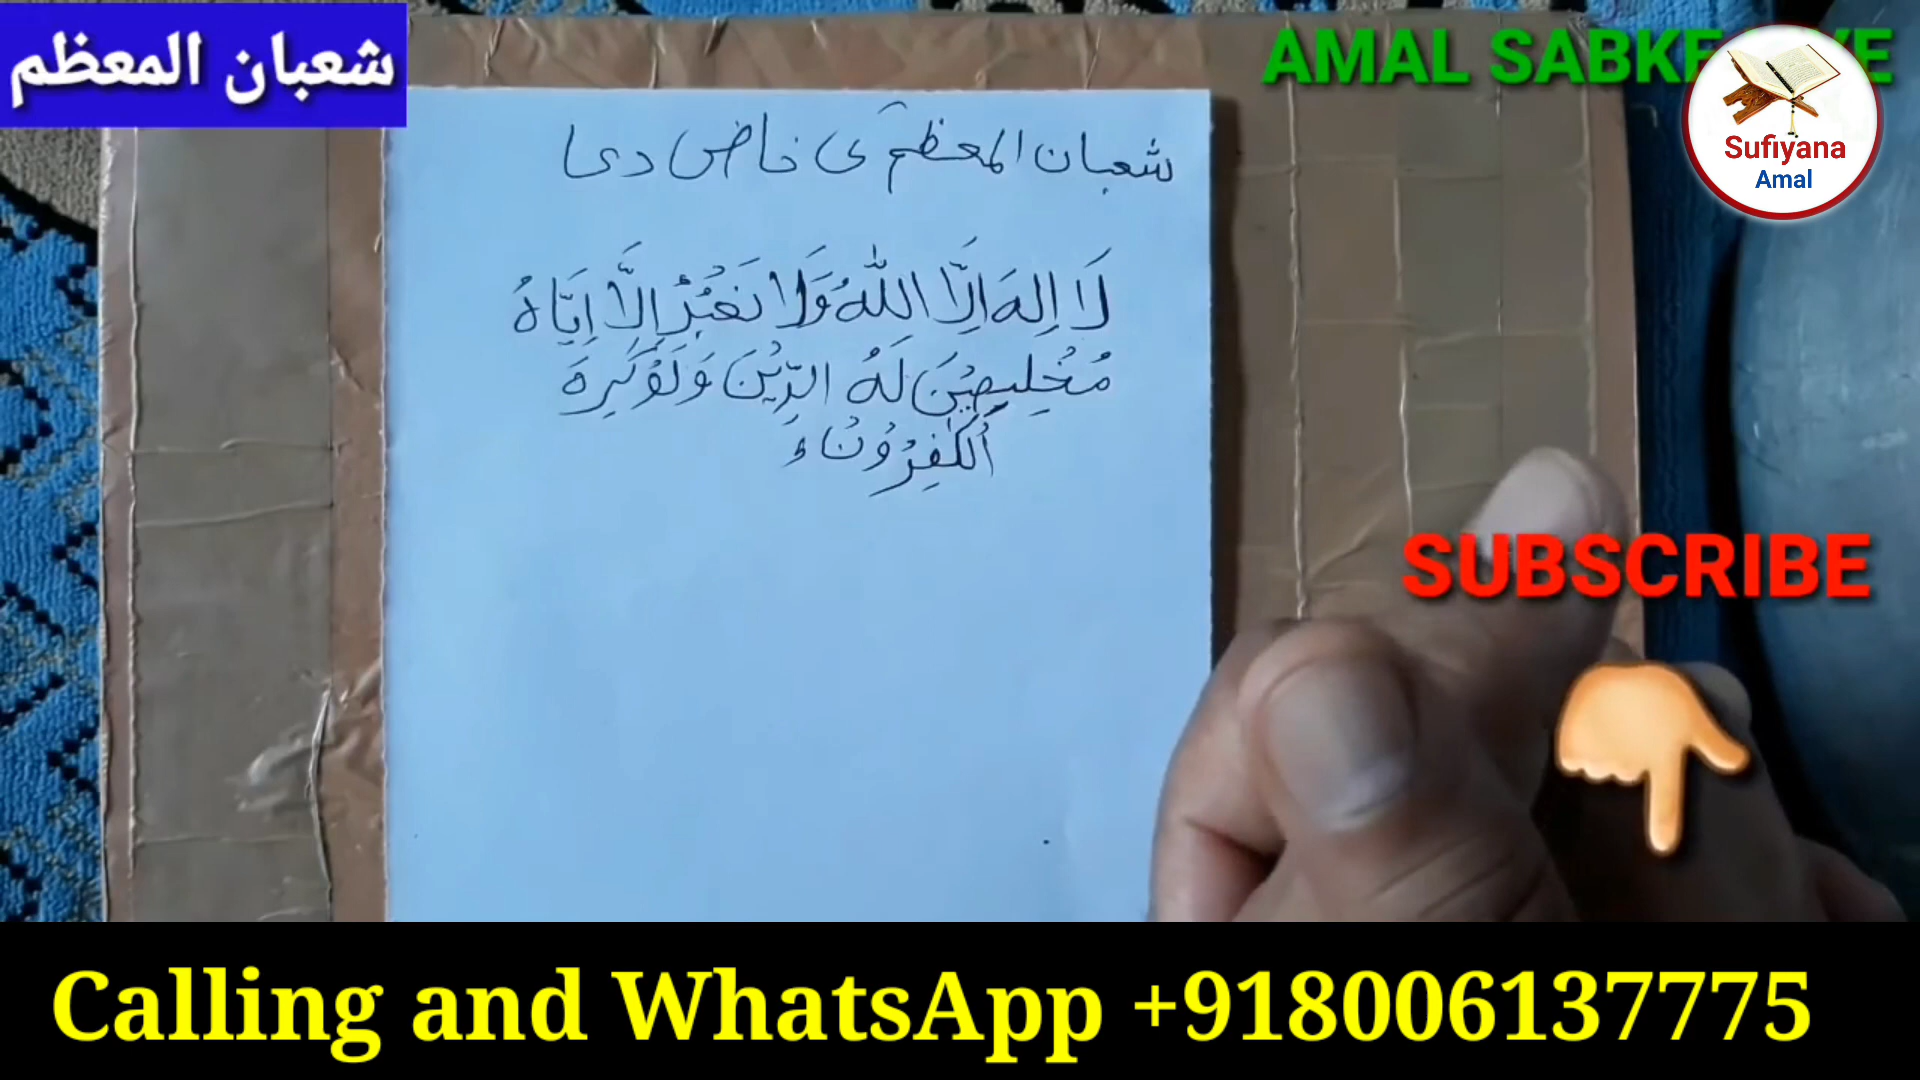 شعبان المعظم
AMAL SABKE
Sufiyana
Amal
شعبان المعظم کی خاص دعا
لَا اِلٰهَ اِلَّا اللّٰهُ وَلَا نَعْبُدُ اِلَّا اِيَّاهُ
مُخْلِصِيْنَ لَهُ الدِّيْنَ وَلَوْ كَرِهَ
الْكٰفِرُوْنَ
SUBSCRIBE
Calling and WhatsApp +918006137775